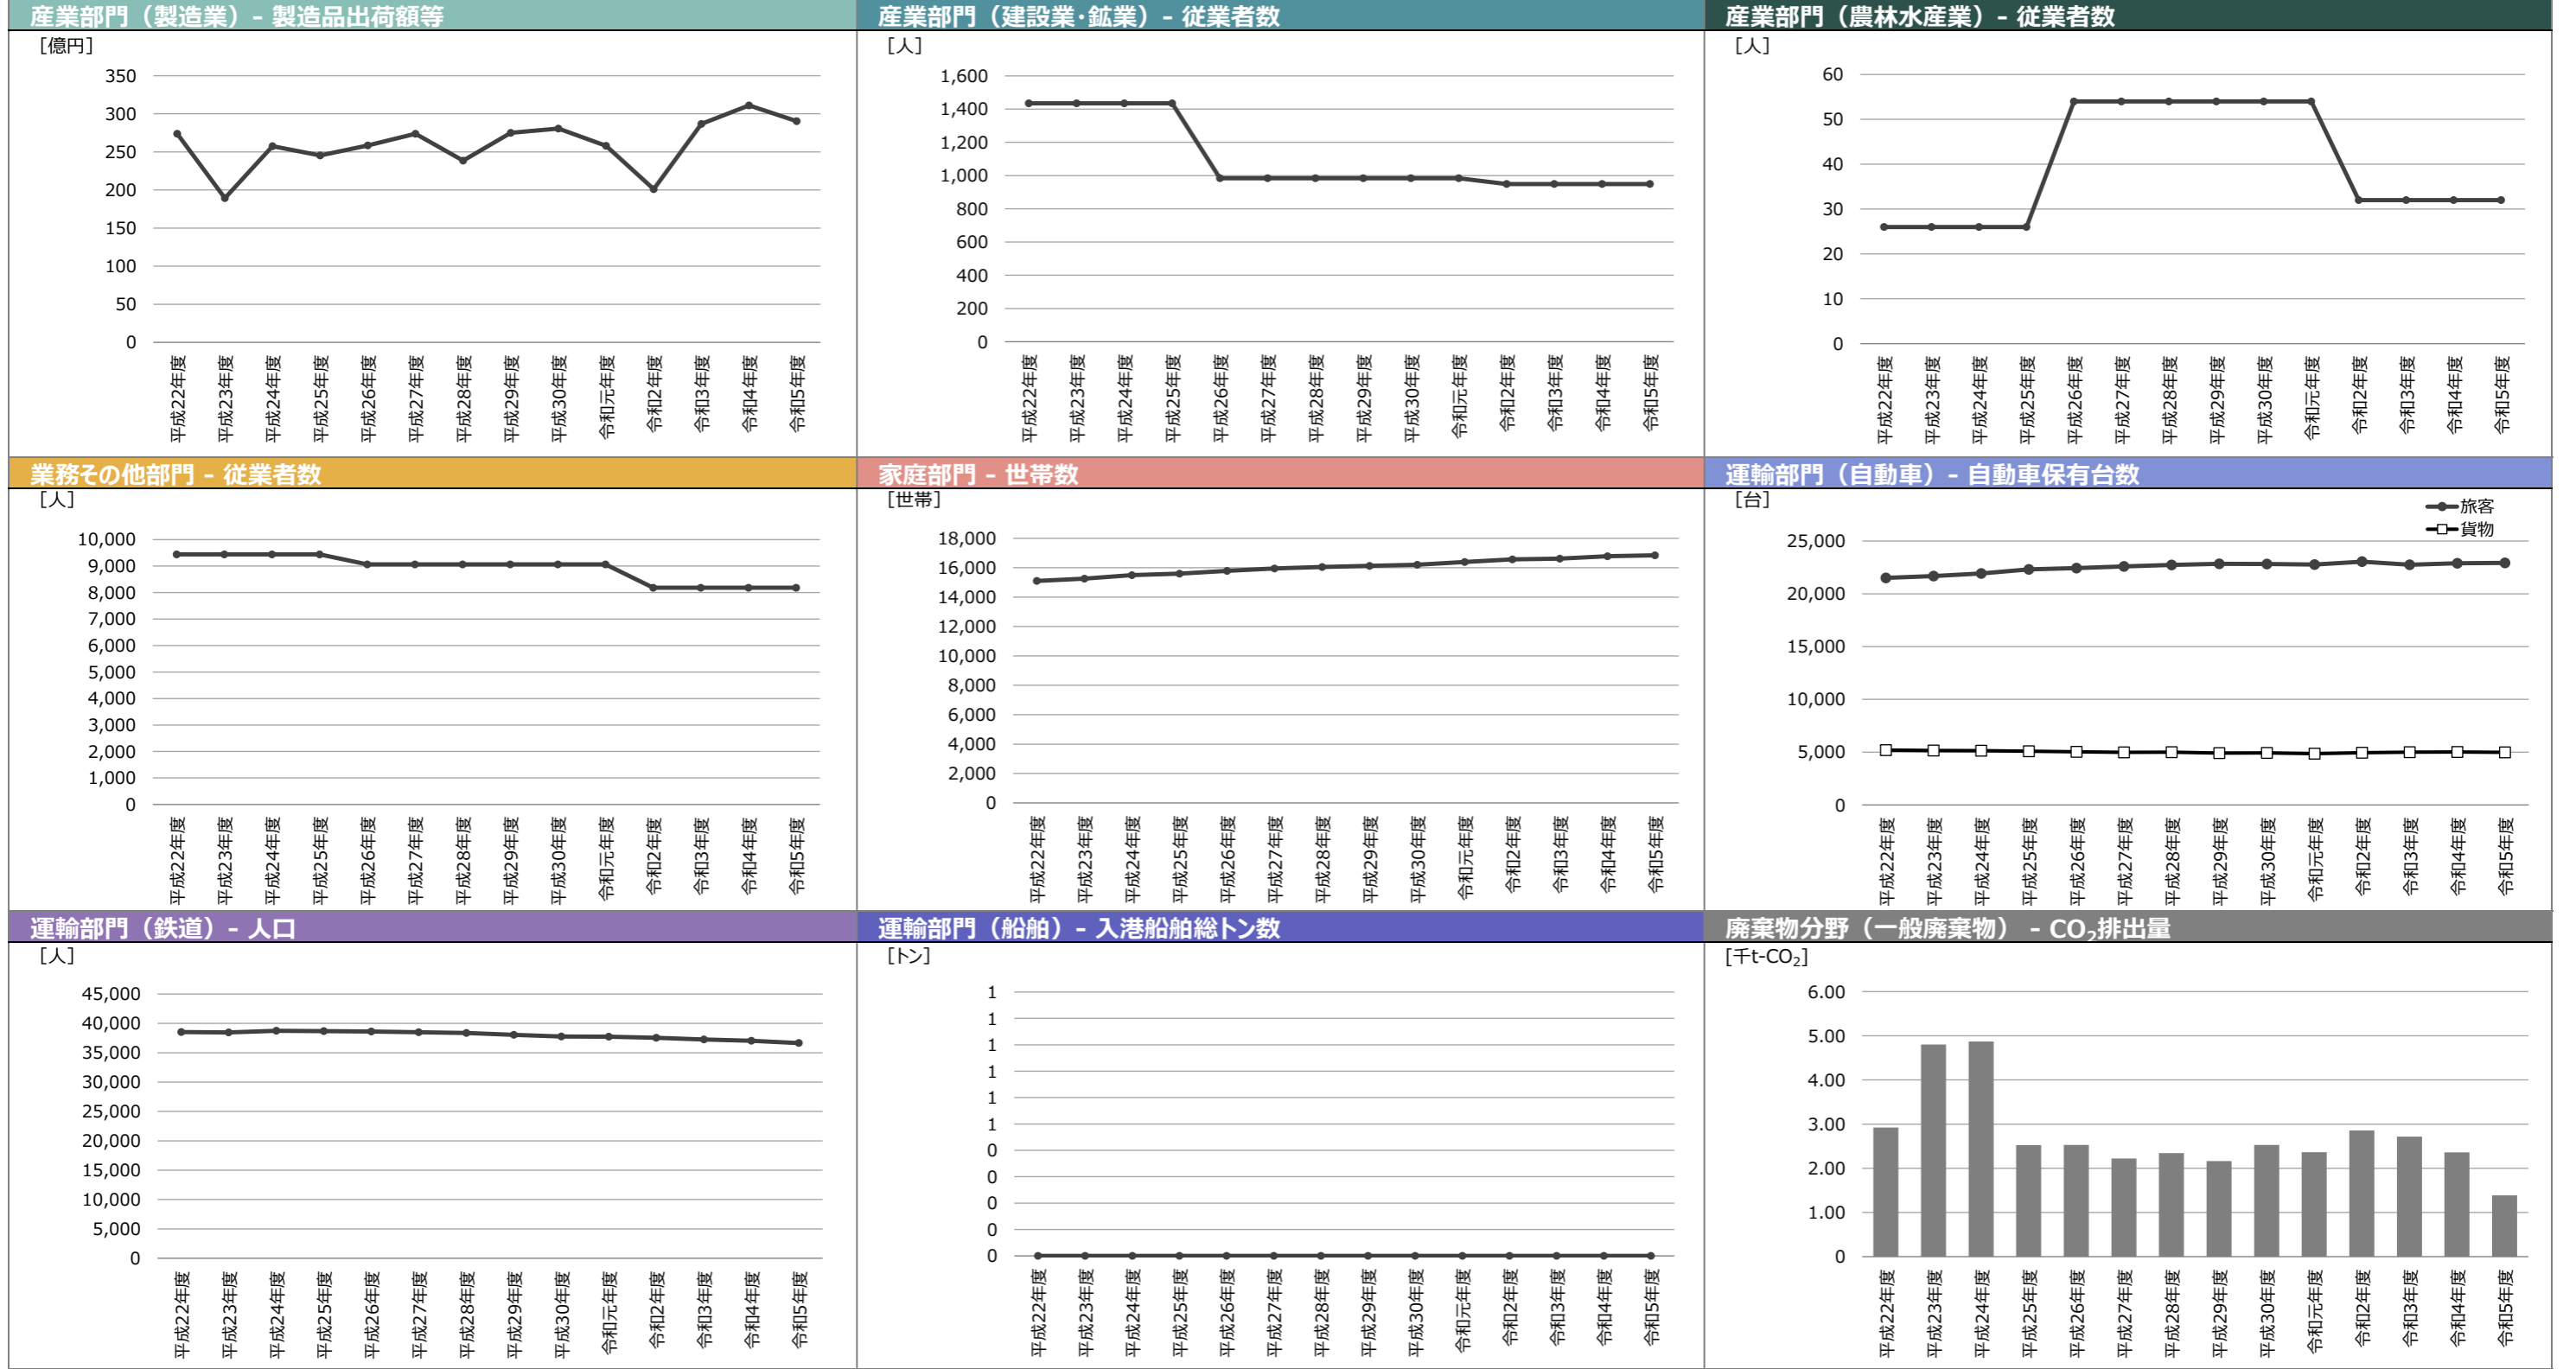 産業部門（製造業）- 製造品出荷額等
[億円]
350
300
250
200
150
100
50
0
平成22年度
平成23年度
平成24年度
平成25年度
平成26年度
平成27年度
平成28年度
平成29年度
平成30年度
令和元年度
令和2年度
令和3年度
令和4年度
令和5年度
産業部門（建設業･鉱業）- 従業者数
[人]
1,600
1,400
1,200
1,000
800
600
400
200
0
平成22年度
平成23年度
平成24年度
平成25年度
平成26年度
平成27年度
平成28年度
平成29年度
平成30年度
令和元年度
令和2年度
令和3年度
令和4年度
令和5年度
産業部門（農林水産業）- 従業者数
[人]
60
50
40
30
20
10
0
平成22年度
平成23年度
平成24年度
平成25年度
平成26年度
平成27年度
平成28年度
平成29年度
平成30年度
令和元年度
令和2年度
令和3年度
令和4年度
令和5年度
業務その他部門 - 従業者数
[人]
10,000
9,000
8,000
7,000
6,000
5,000
4,000
3,000
2,000
1,000
0
平成22年度
平成23年度
平成24年度
平成25年度
平成26年度
平成27年度
平成28年度
平成29年度
平成30年度
令和元年度
令和2年度
令和3年度
令和4年度
令和5年度
家庭部門 - 世帯数
[世帯]
18,000
16,000
14,000
12,000
10,000
8,000
6,000
4,000
2,000
0
平成22年度
平成23年度
平成24年度
平成25年度
平成26年度
平成27年度
平成28年度
平成29年度
平成30年度
令和元年度
令和2年度
令和3年度
令和4年度
令和5年度
運輸部門（自動車）- 自動車保有台数
[台]
旅客
貨物
25,000
20,000
15,000
10,000
5,000
0
平成22年度
平成23年度
平成24年度
平成25年度
平成26年度
平成27年度
平成28年度
平成29年度
平成30年度
令和元年度
令和2年度
令和3年度
令和4年度
令和5年度
運輸部門（鉄道）- 人口
[人]
45,000
40,000
35,000
30,000
25,000
20,000
15,000
10,000
5,000
0
平成22年度
平成23年度
平成24年度
平成25年度
平成26年度
平成27年度
平成28年度
平成29年度
平成30年度
令和元年度
令和2年度
令和3年度
令和4年度
令和5年度
運輸部門（船舶）- 入港船舶総トン数
[トン]
1
1
1
1
1
1
0
0
0
0
0
平成22年度
平成23年度
平成24年度
平成25年度
平成26年度
平成27年度
平成28年度
平成29年度
平成30年度
令和元年度
令和2年度
令和3年度
令和4年度
令和5年度
廃棄物分野（一般廃棄物） - CO₂排出量
[千t-CO₂]
6.00
5.00
4.00
3.00
2.00
1.00
0
平成22年度
平成23年度
平成24年度
平成25年度
平成26年度
平成27年度
平成28年度
平成29年度
平成30年度
令和元年度
令和2年度
令和3年度
令和4年度
令和5年度